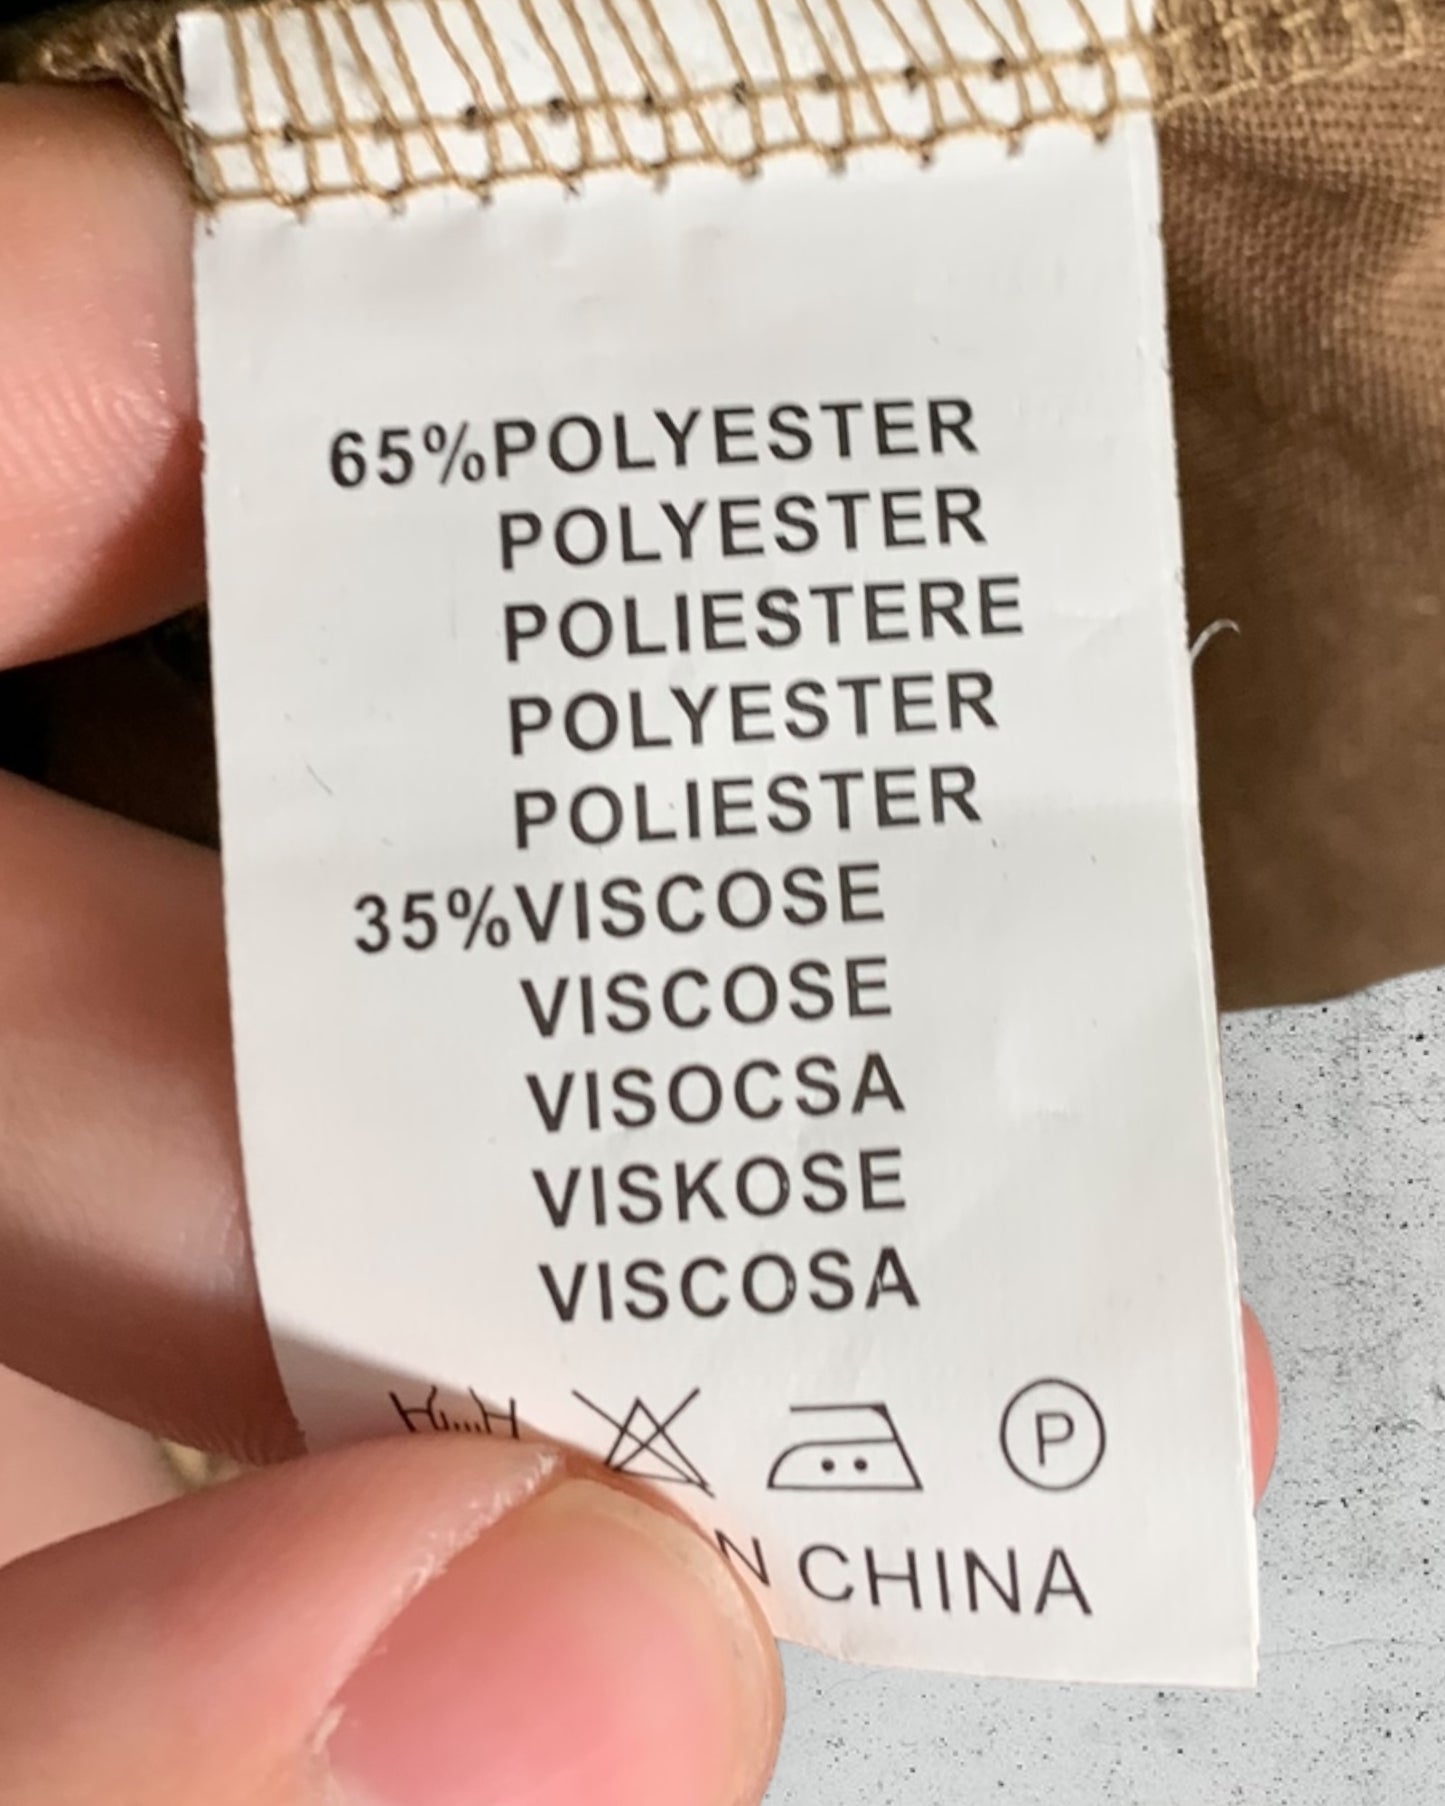 65%POLYESTER
POLYESTER
POLIESTERE
POLYESTER
POLIESTER
35%VISCOSE
VISCOSE
VISOCSA
VISKOSE
VISCOSA
P
CHINA